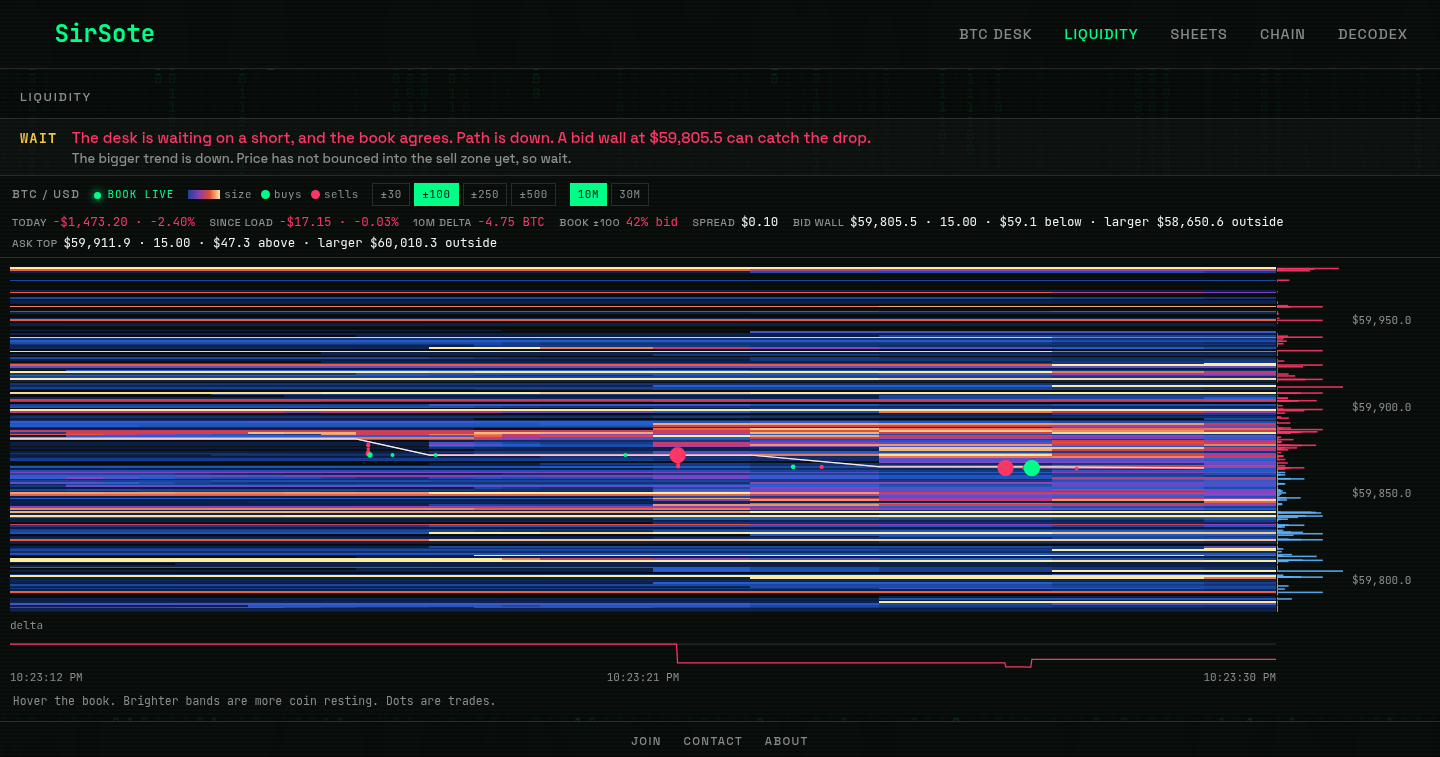 SirSote
BTC DESK LIQUIDITY SHEETS CHAIN DECODEX
LIQUIDITY
WAIT The desk is waiting on a short, and the book agrees. Path is down. A bid wall at $59,805.5 can catch the drop.
The bigger trend is down. Price has not bounced into the sell zone yet, so wait.
BTC / USD BOOK LIVE size buys sells ±30 ±100 ±250 ±500 10M 30M
TODAY -$1,473.20 · -2.40% SINCE LOAD -$17.15 · -0.03% 10M DELTA -4.75 BTC BOOK ±100 42% bid SPREAD $0.10 BID WALL $59,805.5 · 15.00 · $59.1 below · larger $58,650.6 outside
ASK TOP $59,911.9 · 15.00 · $47.3 above · larger $60,010.3 outside
$59,950.0
$59,900.0
$59,850.0
$59,800.0
delta
10:23:12 PM 10:23:21 PM 10:23:30 PM
Hover the book. Brighter bands are more coin resting. Dots are trades.
JOIN CONTACT ABOUT